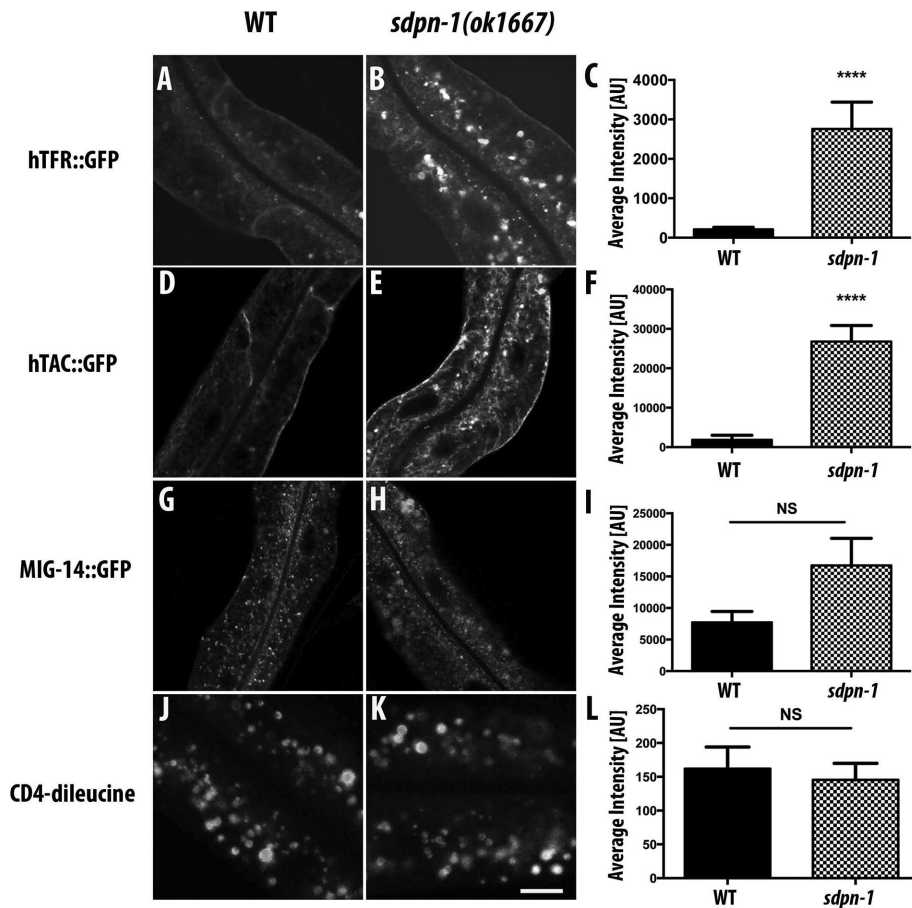 WT
sdpn-1(ok1667)
hTFR::GFP
A
B
C
Average Intensity [AU]
4000
3000
2000
1000
0
****
WT
sdpn-1
hTAC::GFP
D
E
F
Average Intensity [AU]
40000
30000
20000
10000
0
****
WT
sdpn-1
MIG-14::GFP
G
H
I
Average Intensity [AU]
25000
20000
15000
10000
5000
0
NS
WT
sdpn-1
CD4-dileucine
J
K
L
Average Intensity [AU]
250
200
150
100
50
0
NS
WT
sdpn-1